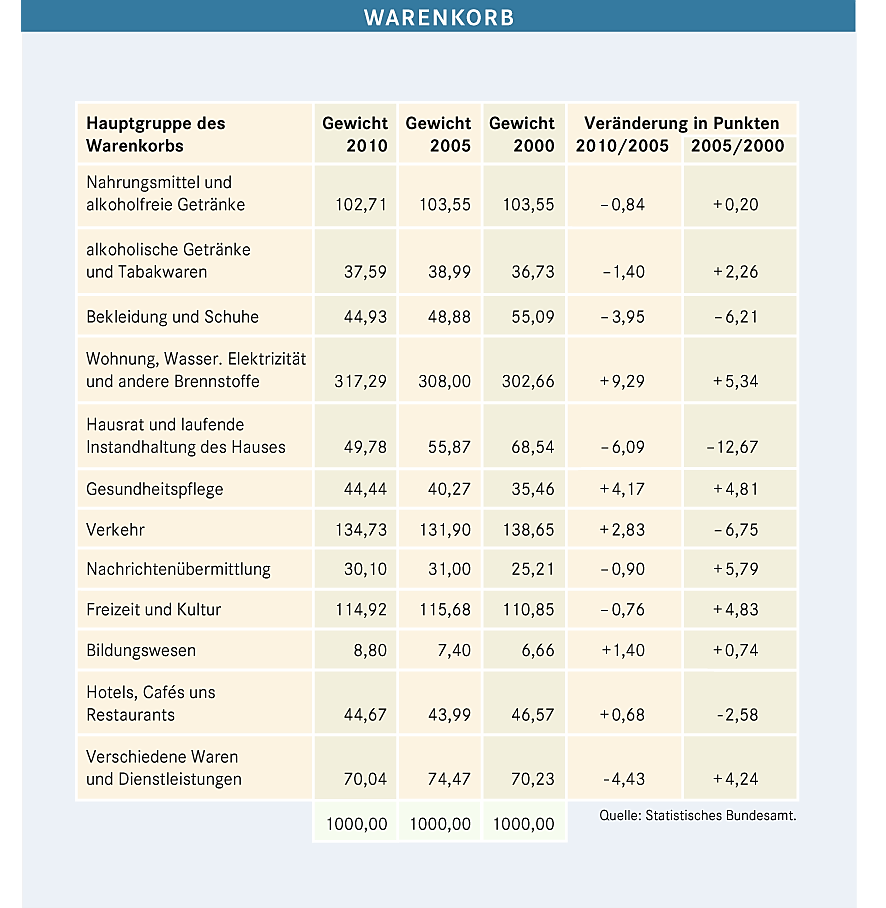 WARENKORB
Hauptgruppe des Gewicht Gewicht Gewicht Veränderung in Punkten
Warenkorbs 2010 2005 2000 2010/2005 2005/2000
Nahrungsmittel und
alkoholfreie Getränke 102,71 103,55 103,55 –0,84 +0,20
alkoholische Getränke
und Tabakwaren 37,59 38,99 36,73 –1,40 +2,26
Bekleidung und Schuhe 44,93 48,88 55,09 –3,95 –6,21
Wohnung, Wasser. Elektrizität
und andere Brennstoffe 317,29 308,00 302,66 +9,29 +5,34
Hausrat und laufende
Instandhaltung des Hauses 49,78 55,87 68,54 –6,09 –12,67
Gesundheitspflege 44,44 40,27 35,46 +4,17 +4,81
Verkehr 134,73 131,90 138,65 +2,83 –6,75
Nachrichtenübermittlung 30,10 31,00 25,21 –0,90 +5,79
Freizeit und Kultur 114,92 115,68 110,85 –0,76 +4,83
Bildungswesen 8,80 7,40 6,66 +1,40 +0,74
Hotels, Cafés uns
Restaurants 44,67 43,99 46,57 +0,68 -2,58
Verschiedene Waren
und Dienstleistungen 70,04 74,47 70,23 -4,43 +4,24
1000,00 1000,00 1000,00 Quelle: Statistisches Bundesamt.